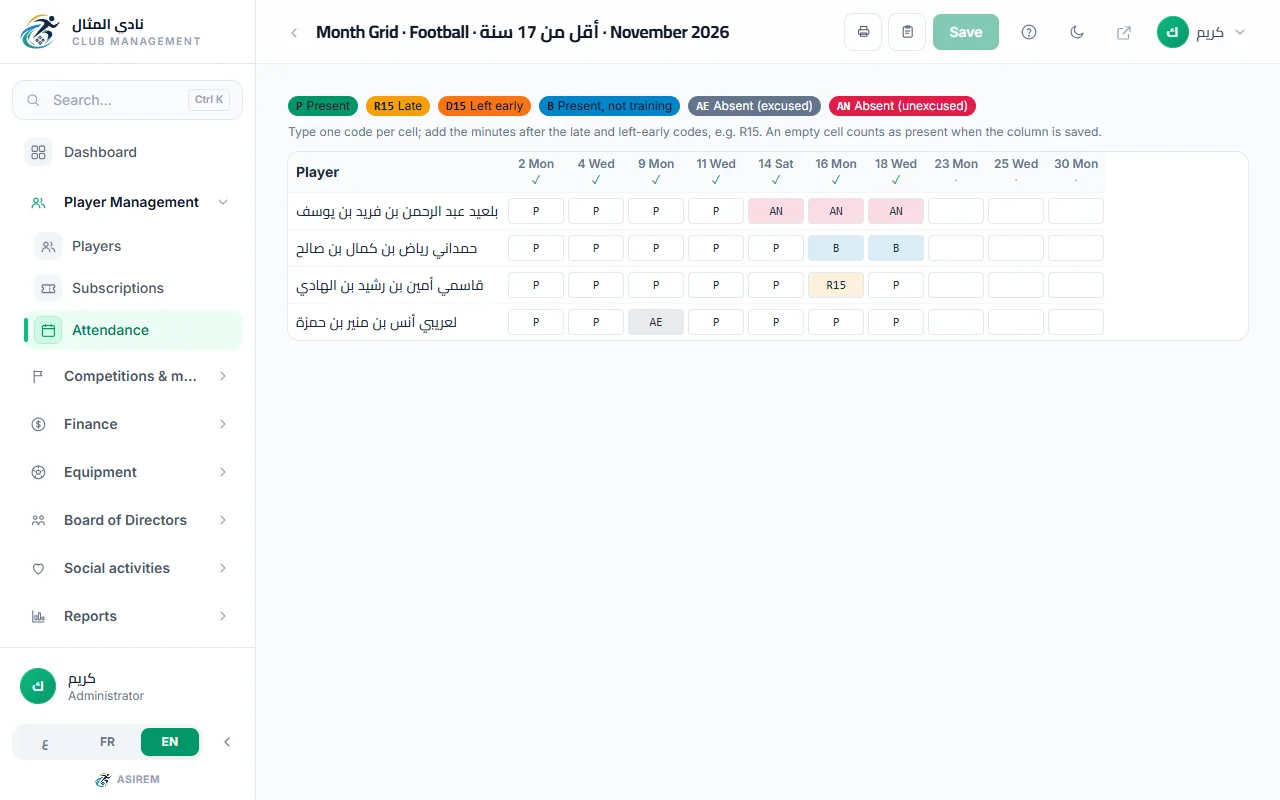 نادي المثال
CLUB MANAGEMENT
Search...
Ctrl K
Dashboard
Player Management
Players
Subscriptions
Attendance
Competitions & m...
Finance
Equipment
Board of Directors
Social activities
Reports
ك
كريم
Administrator
ع FR EN
ASIREM
Month Grid · Football · أقل من 17 سنة · November 2026
Save
ك كريم
P Present R15 Late D15 Left early B Present, not training AE Absent (excused) AN Absent (unexcused)
Type one code per cell; add the minutes after the late and left-early codes, e.g. R15. An empty cell counts as present when the column is saved.
Player 2 Mon 4 Wed 9 Mon 11 Wed 14 Sat 16 Mon 18 Wed 23 Mon 25 Wed 30 Mon
✓ ✓ ✓ ✓ ✓ ✓ ✓ · · ·
بلعيد عبد الرحمن بن فريد بن يوسف P P P P AN AN AN
حمداني رياض بن كمال بن صالح P P P P P B B
قاسمي أمين بن رشيد بن الهادي P P P P P R15 P
لعريبي أنس بن منير بن حمزة P P AE P P P P